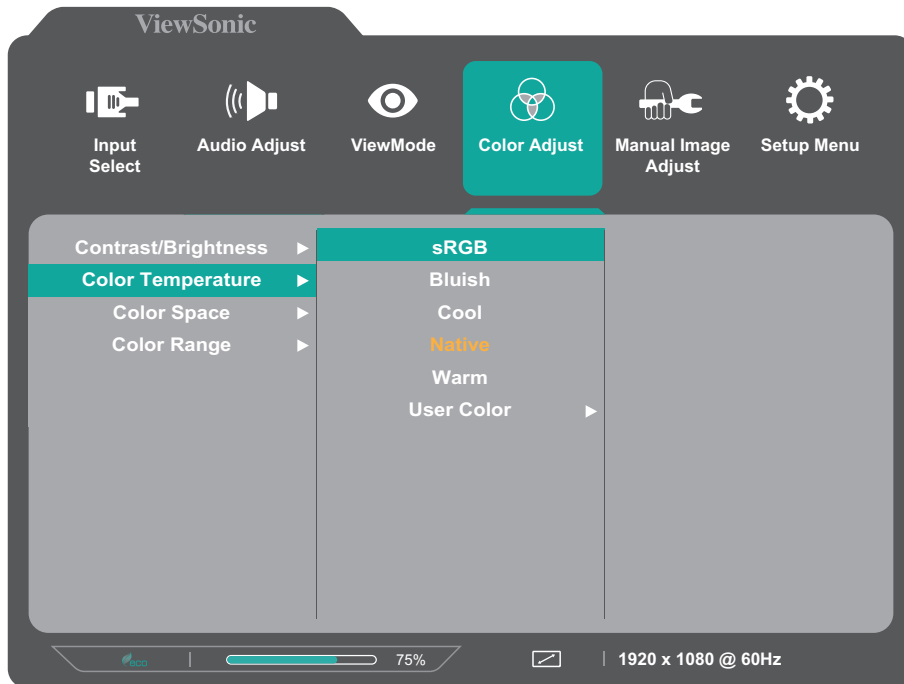 ViewSonic
Input Select
Audio Adjust
ViewMode
Color Adjust
Manual Image Adjust
Setup Menu
Contrast/Brightness
Color Temperature
Color Space
Color Range
sRGB
Bluish
Cool
Native
Warm
User Color
eco
75%
1920 x 1080 @ 60Hz